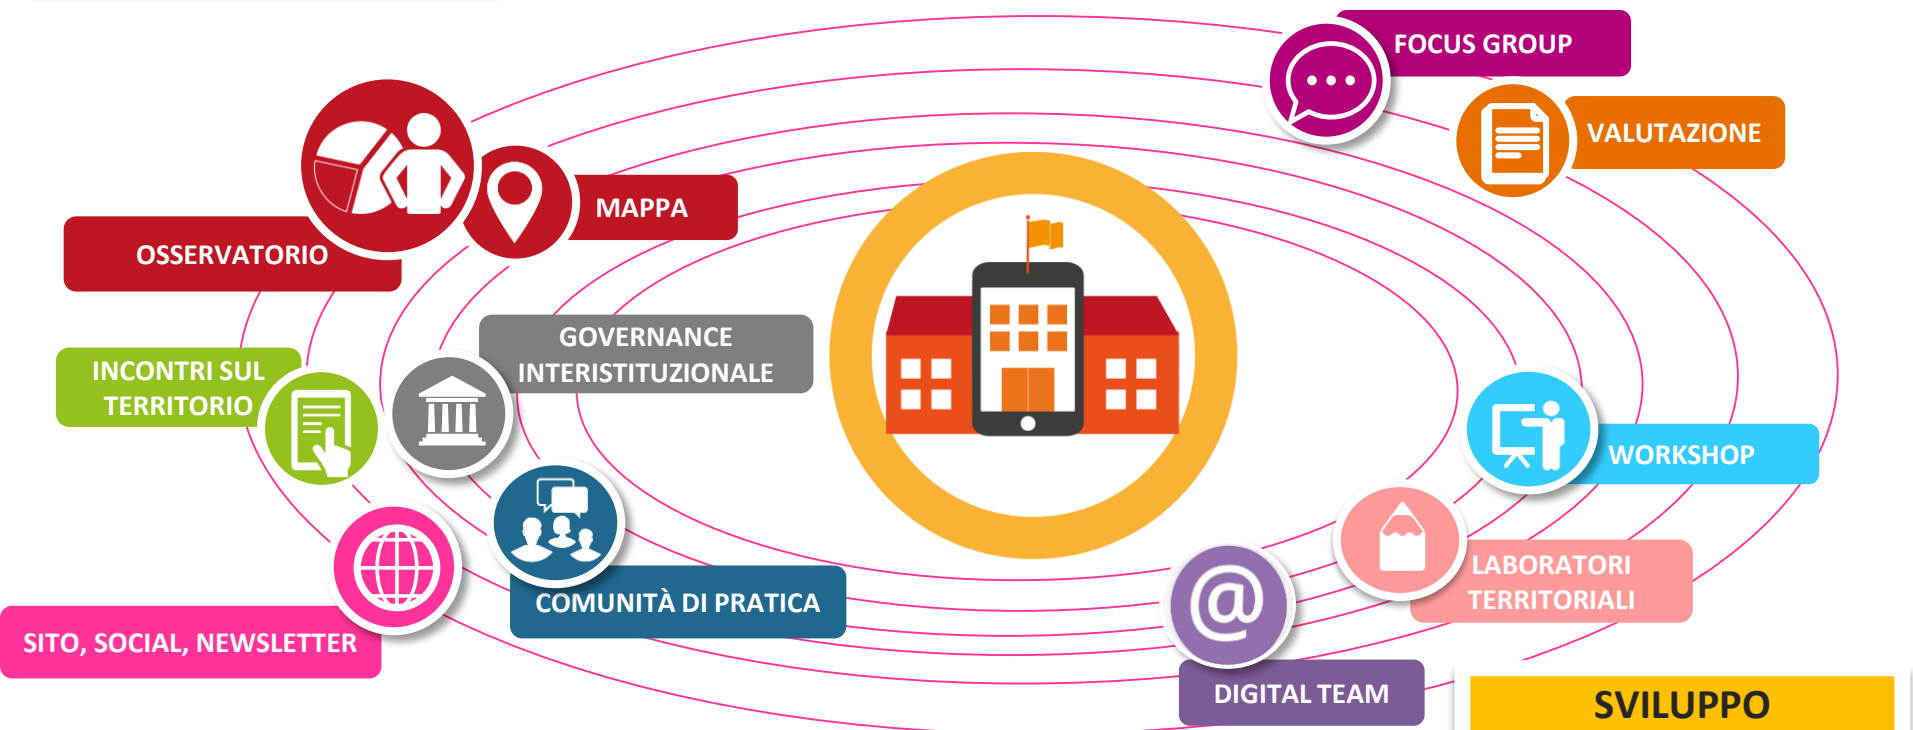 FOCUS GROUP
VALUTAZIONE
MAPPA
OSSERVATORIO
GOVERNANCE
INTERISTITUZIONALE
INCONTRI SUL
TERRITORIO
WORKSHOP
LABORATORI
TERRITORIALI
COMUNITÀ DI PRATICA
@
SITO, SOCIAL, NEWSLETTER
DIGITAL TEAM
SVILUPPO